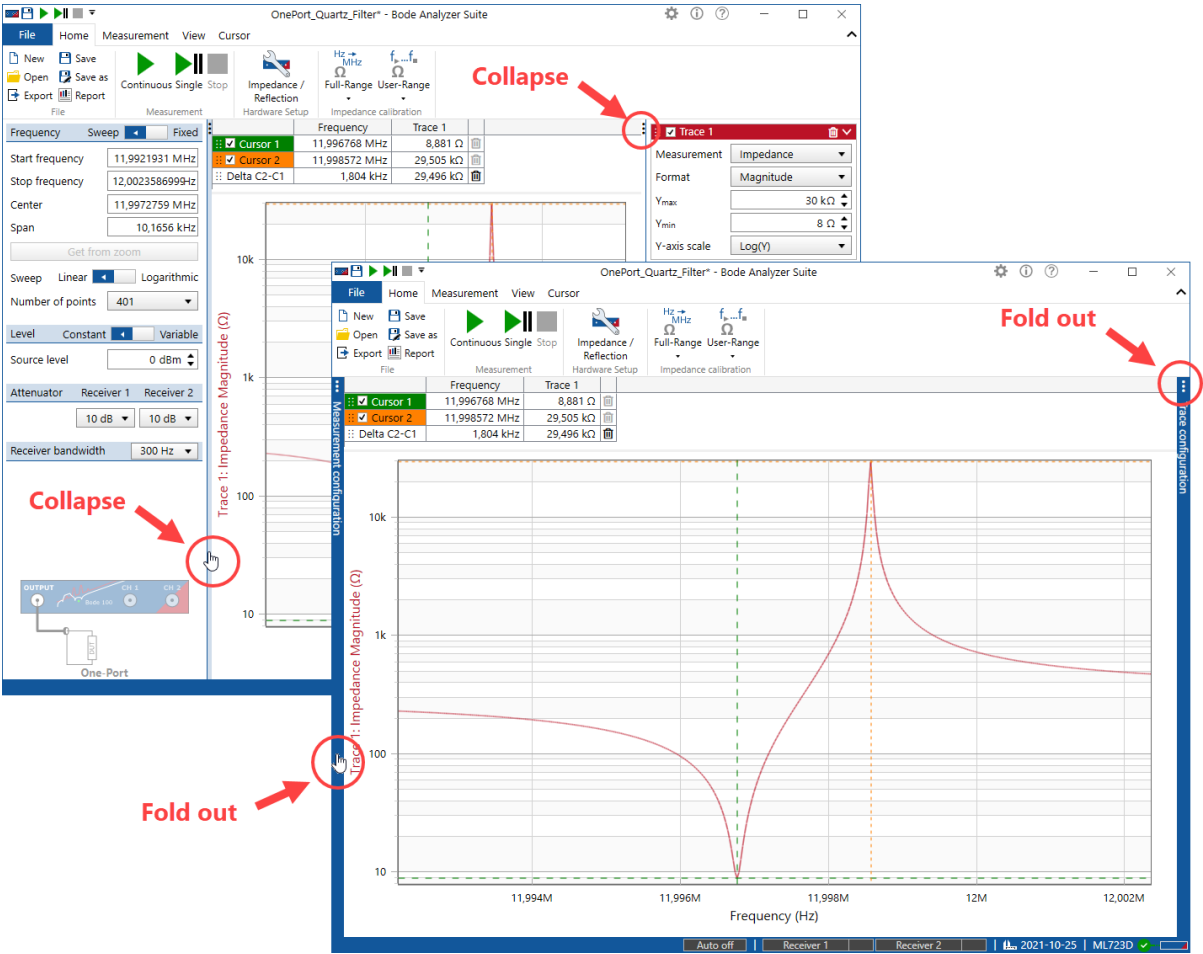 OnePort_Quartz_Filter* - Bode Analyzer Suite
File Home Measurement View Cursor
New Save
Open Save as
Export Report
File
Continuous Single Stop
Measurement
Impedance / Reflection
Hardware Setup
Hz MHz Ω f...f Ω
Full-Range User-Range
Impedance calibration
Collapse
Frequency Sweep Fixed
Start frequency 11,9921931 MHz
Stop frequency 12,0023586999Hz
Center 11,9972759 MHz
Span 10,1656 kHz
Get from zoom
Sweep Linear Logarithmic
Number of points 401
Level Constant Variable
Source level 0 dBm
Attenuator Receiver 1 Receiver 2
10 dB 10 dB
Receiver bandwidth 300 Hz
Collapse
OUTPUT CH 1 CH 2
Bode 100
DUT
One-Port
Frequency Trace 1
Cursor 1 11,996768 MHz 8,881 Ω
Cursor 2 11,998572 MHz 29,505 kΩ
Delta C2-C1 1,804 kHz 29,496 kΩ
Trace 1: Impedance Magnitude (Ω)
10k
1k
100
10
Trace 1
Measurement Impedance
Format Magnitude
Ymax 30 kΩ
Ymin 8 Ω
Y-axis scale Log(Y)
OnePort_Quartz_Filter* - Bode Analyzer Suite
File Home Measurement View Cursor
New Save
Open Save as
Export Report
File
Continuous Single Stop
Measurement
Impedance / Reflection
Hardware Setup
Hz MHz Ω f...f Ω
Full-Range User-Range
Impedance calibration
Fold out
Measurement configuration
Trace configuration
Frequency Trace 1
Cursor 1 11,996768 MHz 8,881 Ω
Cursor 2 11,998572 MHz 29,505 kΩ
Delta C2-C1 1,804 kHz 29,496 kΩ
Trace 1: Impedance Magnitude (Ω)
10k
1k
100
10
11,994M 11,996M 11,998M 12M 12,002M
Frequency (Hz)
Fold out
Auto off Receiver 1 Receiver 2 2021-10-25 ML723D